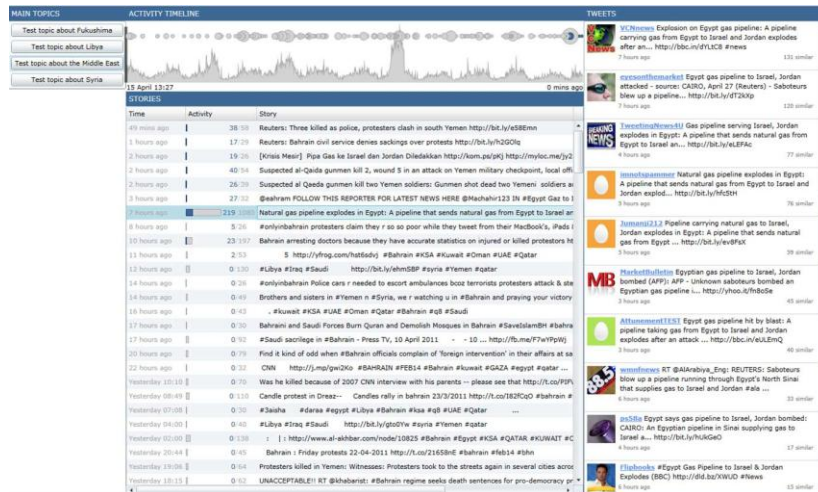 MAIN TOPICS
Test topic about Fukushima
Test topic about Libya
Test topic about the Middle East
Test topic about Syria
ACTIVITY TIMELINE
15 April 13:27
0 mins ago
STORIES
Time Activity Story
49 mins ago 38/58 Reuters: Three killed as police, protesters clash in south Yemen http://bit.ly/e58Emn
1 hours ago 17/29 Reuters: Bahrain civil service denies sackings over protests http://bit.ly/h2GOlg
2 hours ago 19/26 [Krisis Mesir] Pipa Gas ke Israel dan Jordan Diledakkan http://kom.ps/pKj http://myloc.me/jy2
2 hours ago 40/54 Suspected al-Qaida gunmen kill 2, wound 5 in an attack on Yemen military checkpoint, local offi
2 hours ago 26/39 Suspected al Qaeda gunmen kill two Yemen soldiers: Gunmen shot dead two Yemeni soldiers a
3 hours ago 27/32 @eahram FOLLOW THIS REPORTER FOR LATEST NEWS HERE @Machahir123 IN #Egypt Gaz to I
7 hours ago 219 Natural gas pipeline explodes in Egypt: A pipeline that sends natural gas from Egypt to Israel ar
8 hours ago 5/26 #onlyinbahrain protesters claim they r so so poor while they tweet from their MacBook's, iPads
10 hours ago 23/197 Bahrain arresting doctors because they have accurate statistics on injured or killed protestors ht
11 hours ago 2/53 5 http://yfrog.com/hat6sdvj #Bahrain #KSA #Kuwait #Oman #UAE #Qatar
12 hours ago 0/130 #Libya #Iraq #Saudi http://bit.ly/ehmSBP #syria #Yemen #qatar
14 hours ago 0/26 #onlyinbahrain Police cars r needed to escort ambulances bcoz terrorists protesters attack & ste
14 hours ago 0/49 Brothers and sisters in #Yemen n #Syria, we r watching u in #Bahrain and praying your victory
16 hours ago 0/43 . #kuwait #KSA #UAE #Oman #Qatar #Bahrain #q8 #Saudi
17 hours ago 0/30 Bahraini and Saudi Forces Burn Quran and Demolish Mosques in Bahrain #SaveIslamBH #bahra
17 hours ago 0/92 #Saudi sacrilege in #Bahrain - Press TV, 10 April 2011 - - 10 ... http://fb.me/F7wYPpWj
20 hours ago 0/79 Find it kind of odd when #Bahrain officials complain of 'foreign intervention' in their affairs at sa
22 hours ago 0/32 CNN http://j.mp/gwi2Ko #BAHRAIN #FEB14 #Bahrain #kuwait #GAZA #egypt #qatar ...
Yesterday 10:10 0/70 Was he killed because of 2007 CNN interview with his parents -- please see that http://t.co/PIFV
Yesterday 08:49 0/110 Candle protest in Dreaz-- Candles rally in bahrain 23/3/2011 http://t.co/I82fCqO #bahrain #
Yesterday 07:08 0/30 #3aisha #daraa #egypt #Libya #Bahrain #ksa #q8 #UAE #Qatar ...
Yesterday 04:00 0/40 #Libya #Iraq #Saudi http://bit.ly/gto0Yw #syria #Yemen #qatar
Yesterday 02:00 0/138 : | : http://www.al-akhbar.com/node/10825 #Bahrain #Egypt #KSA #QATAR #KUWAIT #O
Yesterday 20:44 0/45 Bahrain : Friday protests 22-04-2011 http://t.co/21658nE #bahrain #feb14 #bhn
Yesterday 19:06 0/64 Protesters killed in Yemen: Witnesses: Protesters took to the streets again in several cities acros
Yesterday 18:15 0/62 UNACCEPTABLE!! RT @khabarist: #Bahrain regime seeks death sentences for pro-democracy pr
TWEETS
VCNnews Explosion on Egypt gas pipeline: A pipeline
carrying gas from Egypt to Israel and Jordan explodes
after an... http://bbc.in/dYLtC8 #news
7 hours ago 131 similar
eyesonthemarket Egypt gas pipeline to Israel, Jordan
attacked - source: CAIRO, April 27 (Reuters) - Saboteurs
blew up a pipeline... http://bit.ly/dT2kXp
7 hours ago 120 similar
BREAKING NEWS
TweetingNews4U Gas pipeline serving Israel, Jordan
explodes in Egypt: A pipeline that sends natural gas from
Egypt to Israel an... http://bit.ly/eLEFAc
4 hours ago 77 similar
imnotspammer Natural gas pipeline explodes in Egypt:
A pipeline that sends natural gas from Egypt to Israel and
Jordan explod... http://bit.ly/hfcStH
5 hours ago 76 similar
Jumanji212 Pipeline carrying natural gas to Israel,
Jordan explodes in Egypt: A pipeline that sends natural
gas from Egypt ... http://bit.ly/ev8FsX
3 hours ago 39 similar
MB
MarketBulletin Egyptian gas pipeline to Israel, Jordan
bombed (AFP): AFP - Unknown saboteurs bombed an
Egyptian gas pipeline i... http://yhoo.it/fn8oSe
3 hours ago 45 similar
AttunementTEST Egypt gas pipeline hit by blast: A
pipeline taking gas from Egypt to Israel and Jordan
explodes after an attack ... http://bbc.in/eULEmQ
3 hours ago 40 similar
88.5
wmnfnews RT @AlArabiya_Eng: REUTERS: Saboteurs
blow up a pipeline running through Egypt's North Sinai
that supplies gas to Israel and Jordan #ala ...
6 hours ago 33 similar
ps58a Egypt says gas pipeline to Israel, Jordan bombed:
CAIRO: An Egyptian pipeline in Sinai supplying gas to
Israel a... http://bit.ly/hUkGeO
4 hours ago 17 similar
Flipbooks #Egypt Gas Pipeline to Israel & Jordan
Explodes (BBC) http://dld.bz/XWUD #News
6 hours ago 15 similar